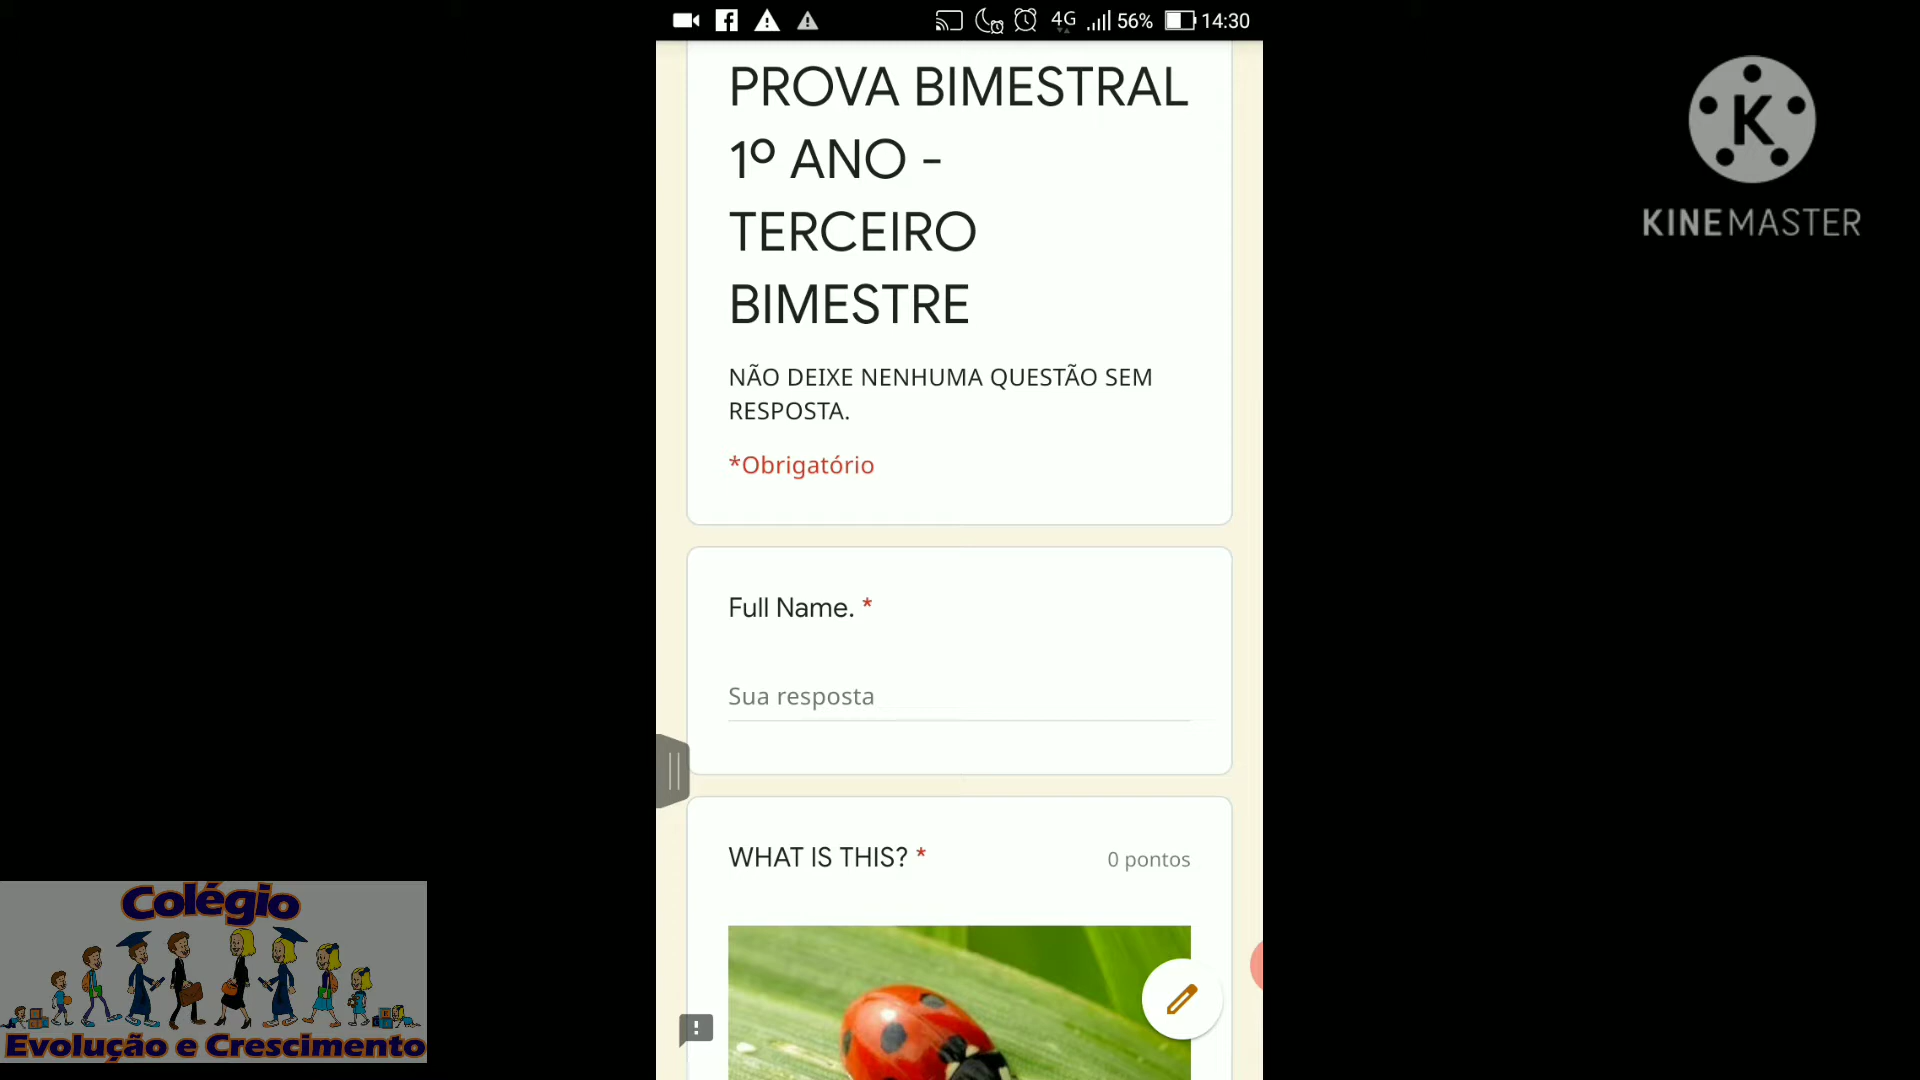 4G 56% 14:30
PROVA BIMESTRAL
1º ANO -
TERCEIRO
BIMESTRE
NÃO DEIXE NENHUMA QUESTÃO SEM
RESPOSTA.
*Obrigatório
Full Name. *
Sua resposta
WHAT IS THIS? *
0 pontos
K
KINEMASTER
Colégio
Evolução e Crescimento